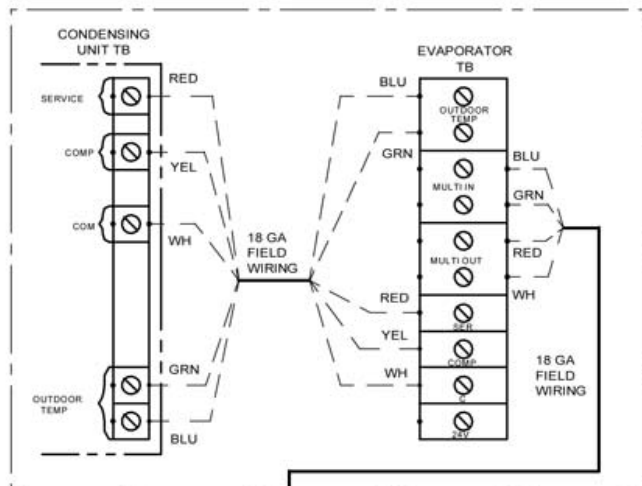 CONDENSING
UNIT TB
SERVICE
RED
COMP
YEL
COM
WH
OUTDOOR
TEMP
GRN
BLU
18 GA
FIELD
WIRING
EVAPORATOR
TB
BLU
OUTDOOR
TEMP
GRN
MULTI IN
BLU
GRN
MULTI OUT
RED
WH
RED
SER
YEL
COMP
WH
C
24V
18 GA
FIELD
WIRING